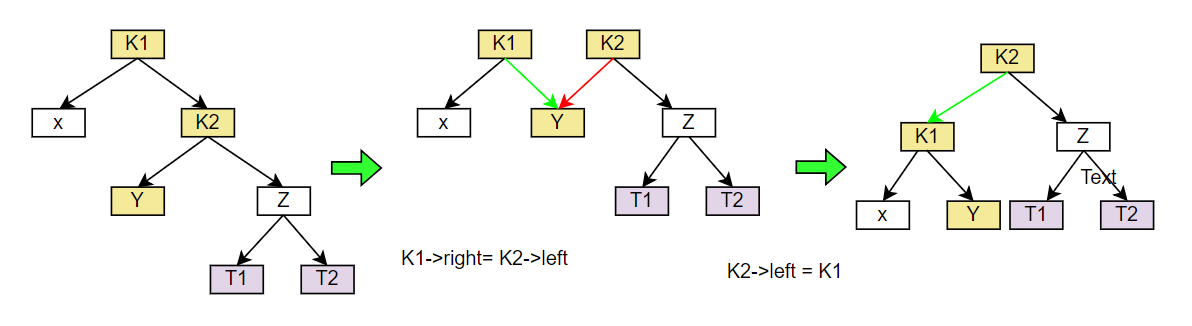 K1
x
K2
Y
Z
T1
T2
K1
K2
x
Y
Z
T1
T2
K1->right= K2->left
K2
K1
Z
Text
x
Y
T1
T2
K2->left = K1